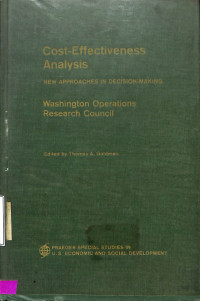 Cost-Effectiveness
Analysis
NEW APPROACHES IN DECISION-MAKING
Washington Operations
Research Council
Edited by Thomas A. Goldman
PRAEGER SPECIAL STUDIES IN
U.S. ECONOMIC AND SOCIAL DEVELOPMENT